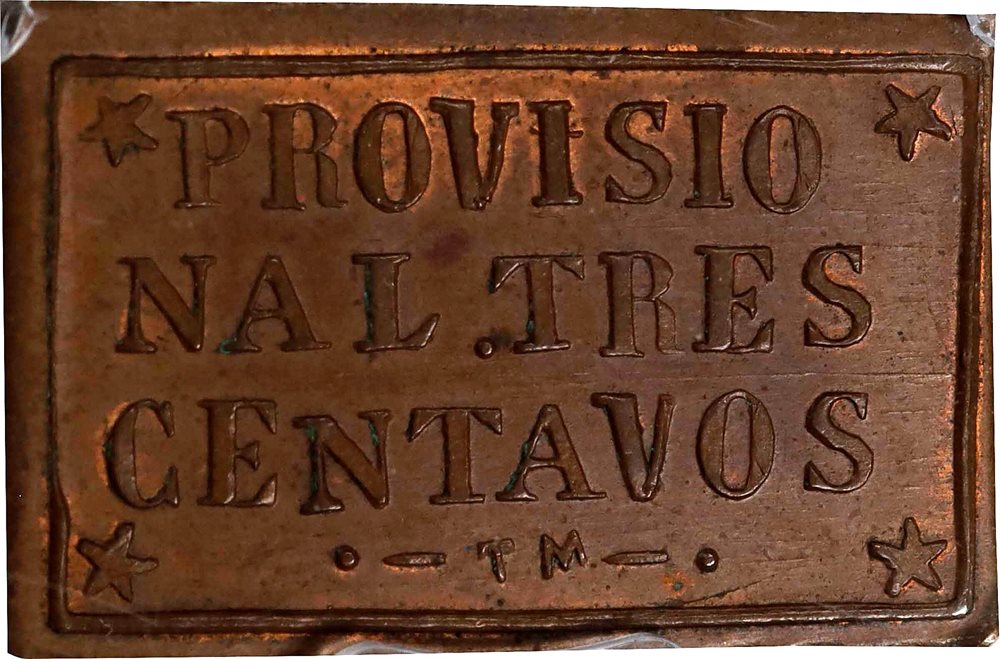 PROVISIO
NAL.TRES
CENTAVOS
•—TM—•